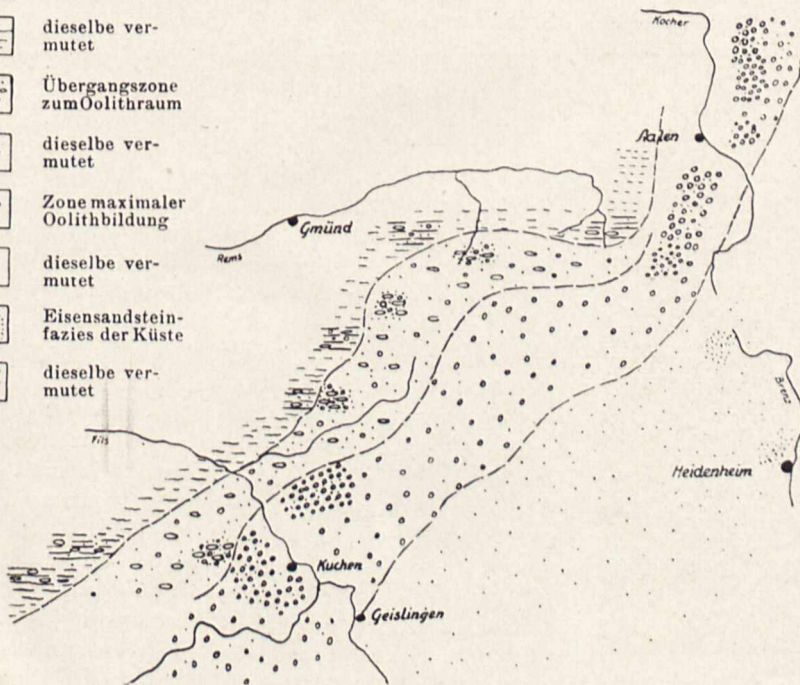 dieselbe ver-
mutet
Übergangszone
zumOolithraum
dieselbe ver-
mutet
Zone maximaler
Oolithbildung
dieselbe ver-
mutet
Eisensandstein-
fazies der Küste
dieselbe ver-
mutet
Kocher
Aalen
Gmünd
Rems
Fils
Brenz
Heidenheim
Kuchen
Geislingen